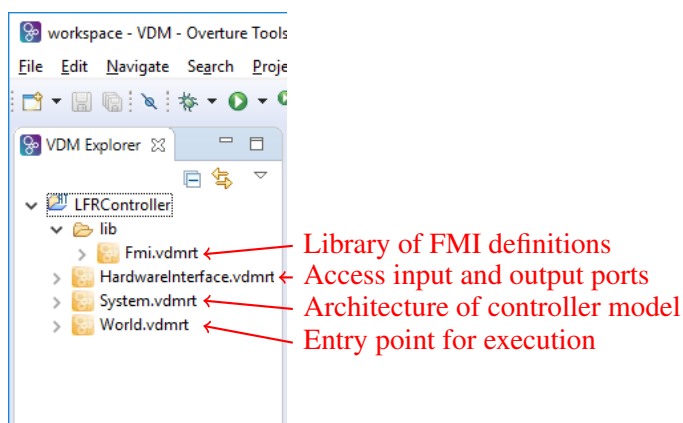 workspace - VDM - Overture Tools
File Edit Navigate Search Proje
VDM Explorer
LFRController
lib
Fmi.vdmrt
Library of FMI definitions
HardwareInterface.vdmrt
Access input and output ports
System.vdmrt
Architecture of controller model
World.vdmrt
Entry point for execution